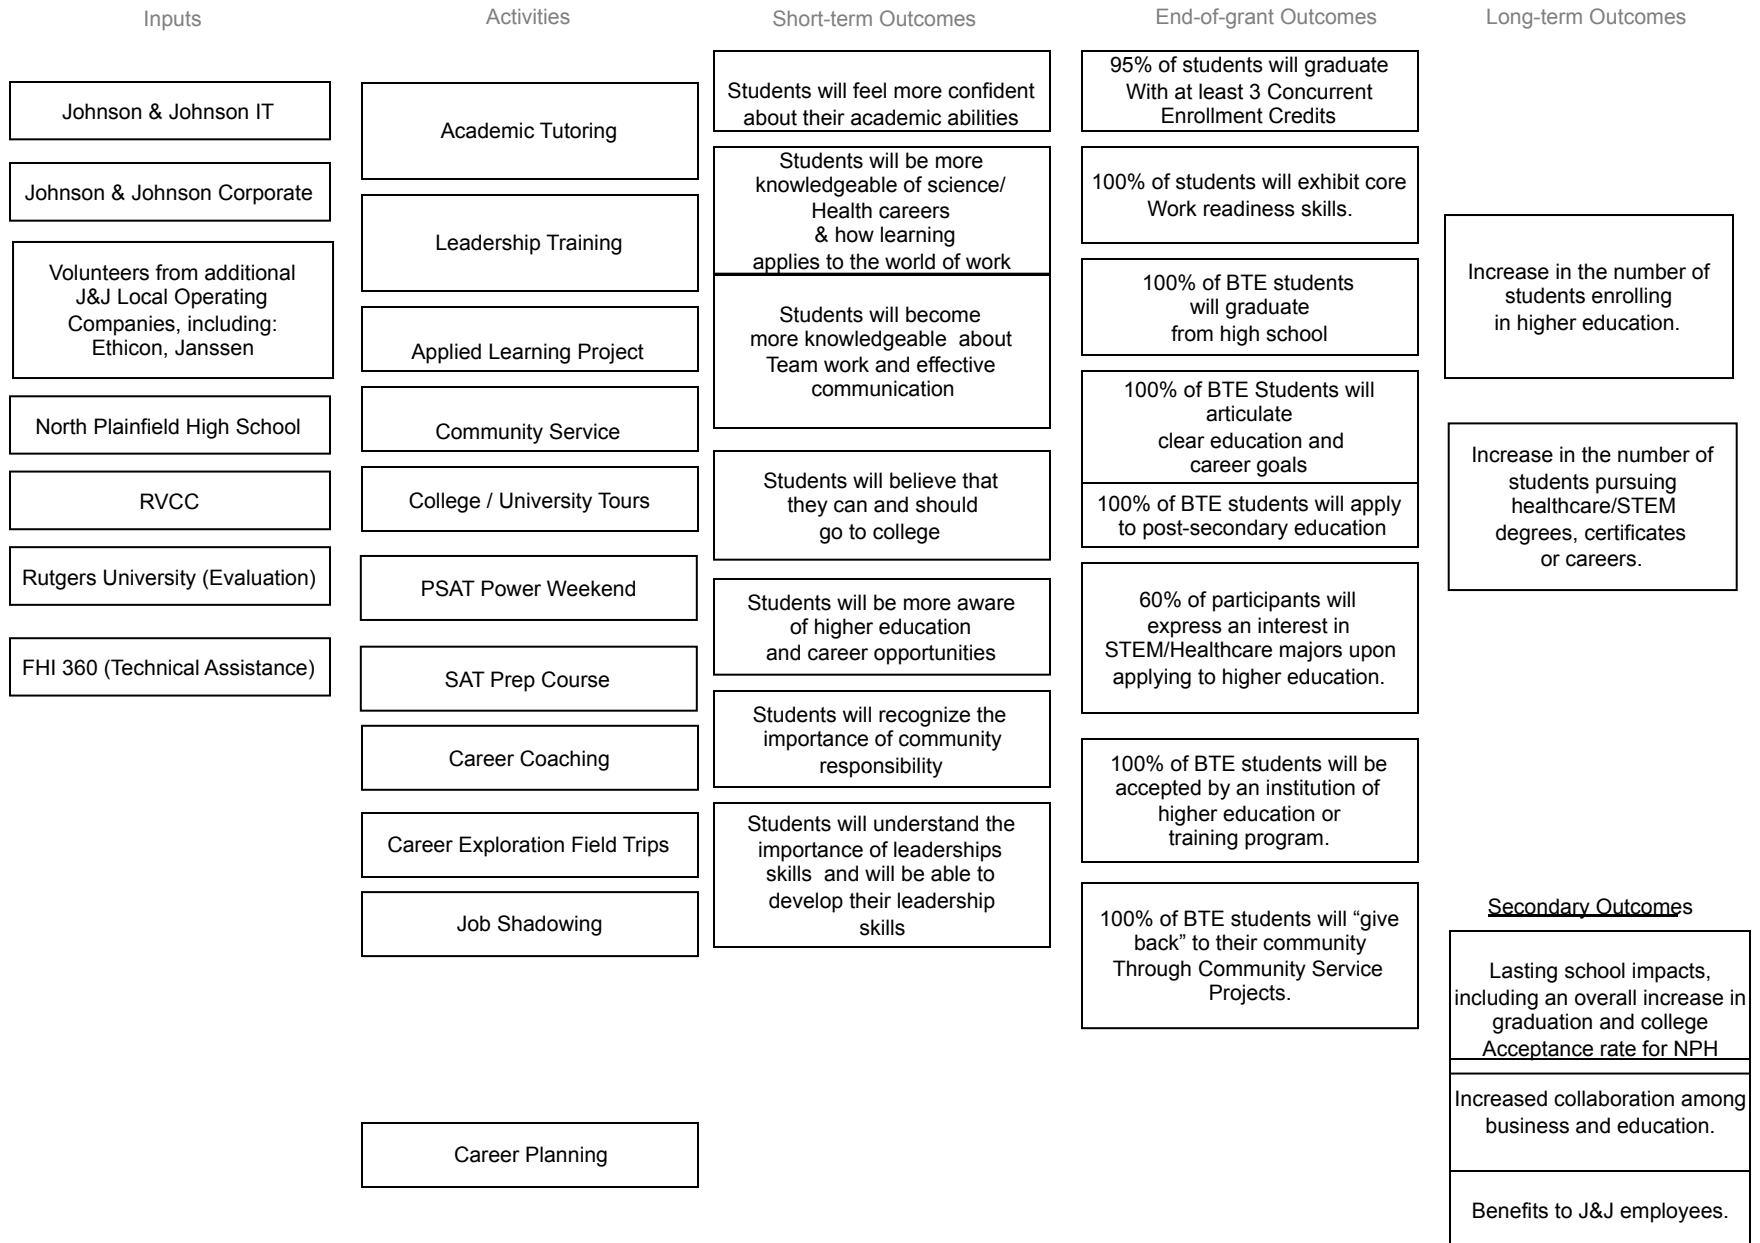 Inputs
Activities
Short-term Outcomes
End-of-grant Outcomes
Long-term Outcomes
Johnson & Johnson IT
Johnson & Johnson Corporate
Volunteers from additional
J&J Local Operating
Companies, including:
Ethicon, Janssen
North Plainfield High School
RVCC
Rutgers University (Evaluation)
FHI 360 (Technical Assistance)
Academic Tutoring
Leadership Training
Applied Learning Project
Community Service
College / University Tours
PSAT Power Weekend
SAT Prep Course
Career Coaching
Career Exploration Field Trips
Job Shadowing
Career Planning
Students will feel more confident
about their academic abilities
Students will be more
knowledgeable of science/
Health careers
& how learning
applies to the world of work
Students will become
more knowledgeable about
Team work and effective
communication
Students will believe that
they can and should
go to college
Students will be more aware
of higher education
and career opportunities
Students will recognize the
importance of community
responsibility
Students will understand the
importance of leaderships
skills and will be able to
develop their leadership
skills
95% of students will graduate
With at least 3 Concurrent
Enrollment Credits
100% of students will exhibit core
Work readiness skills.
100% of BTE students
will graduate
from high school
100% of BTE Students will
articulate
clear education and
career goals
100% of BTE students will apply
to post-secondary education
60% of participants will
express an interest in
STEM/Healthcare majors upon
applying to higher education.
100% of BTE students will be
accepted by an institution of
higher education or
training program.
100% of BTE students will “give
back” to their community
Through Community Service
Projects.
Increase in the number of
students enrolling
in higher education.
Increase in the number of
students pursuing
healthcare/STEM
degrees, certificates
or careers.
Secondary Outcomes
Lasting school impacts,
including an overall increase in
graduation and college
Acceptance rate for NPH
Increased collaboration among
business and education.
Benefits to J&J employees.